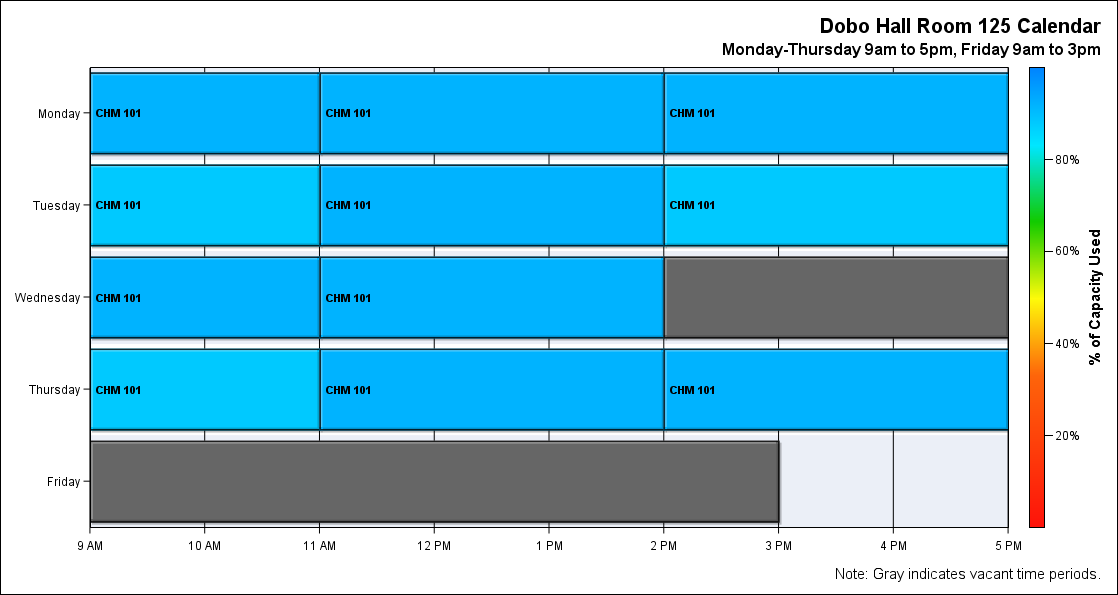 Dobo Hall Room 125 Calendar
Monday-Thursday 9am to 5pm, Friday 9am to 3pm
Monday CHM 101 CHM 101 CHM 101
Tuesday CHM 101 CHM 101 CHM 101
Wednesday CHM 101 CHM 101
Thursday CHM 101 CHM 101 CHM 101
Friday
9 AM 10 AM 11 AM 12 PM 1 PM 2 PM 3 PM 4 PM 5 PM
80%
60%
40%
20%
% of Capacity Used
Note: Gray indicates vacant time periods.